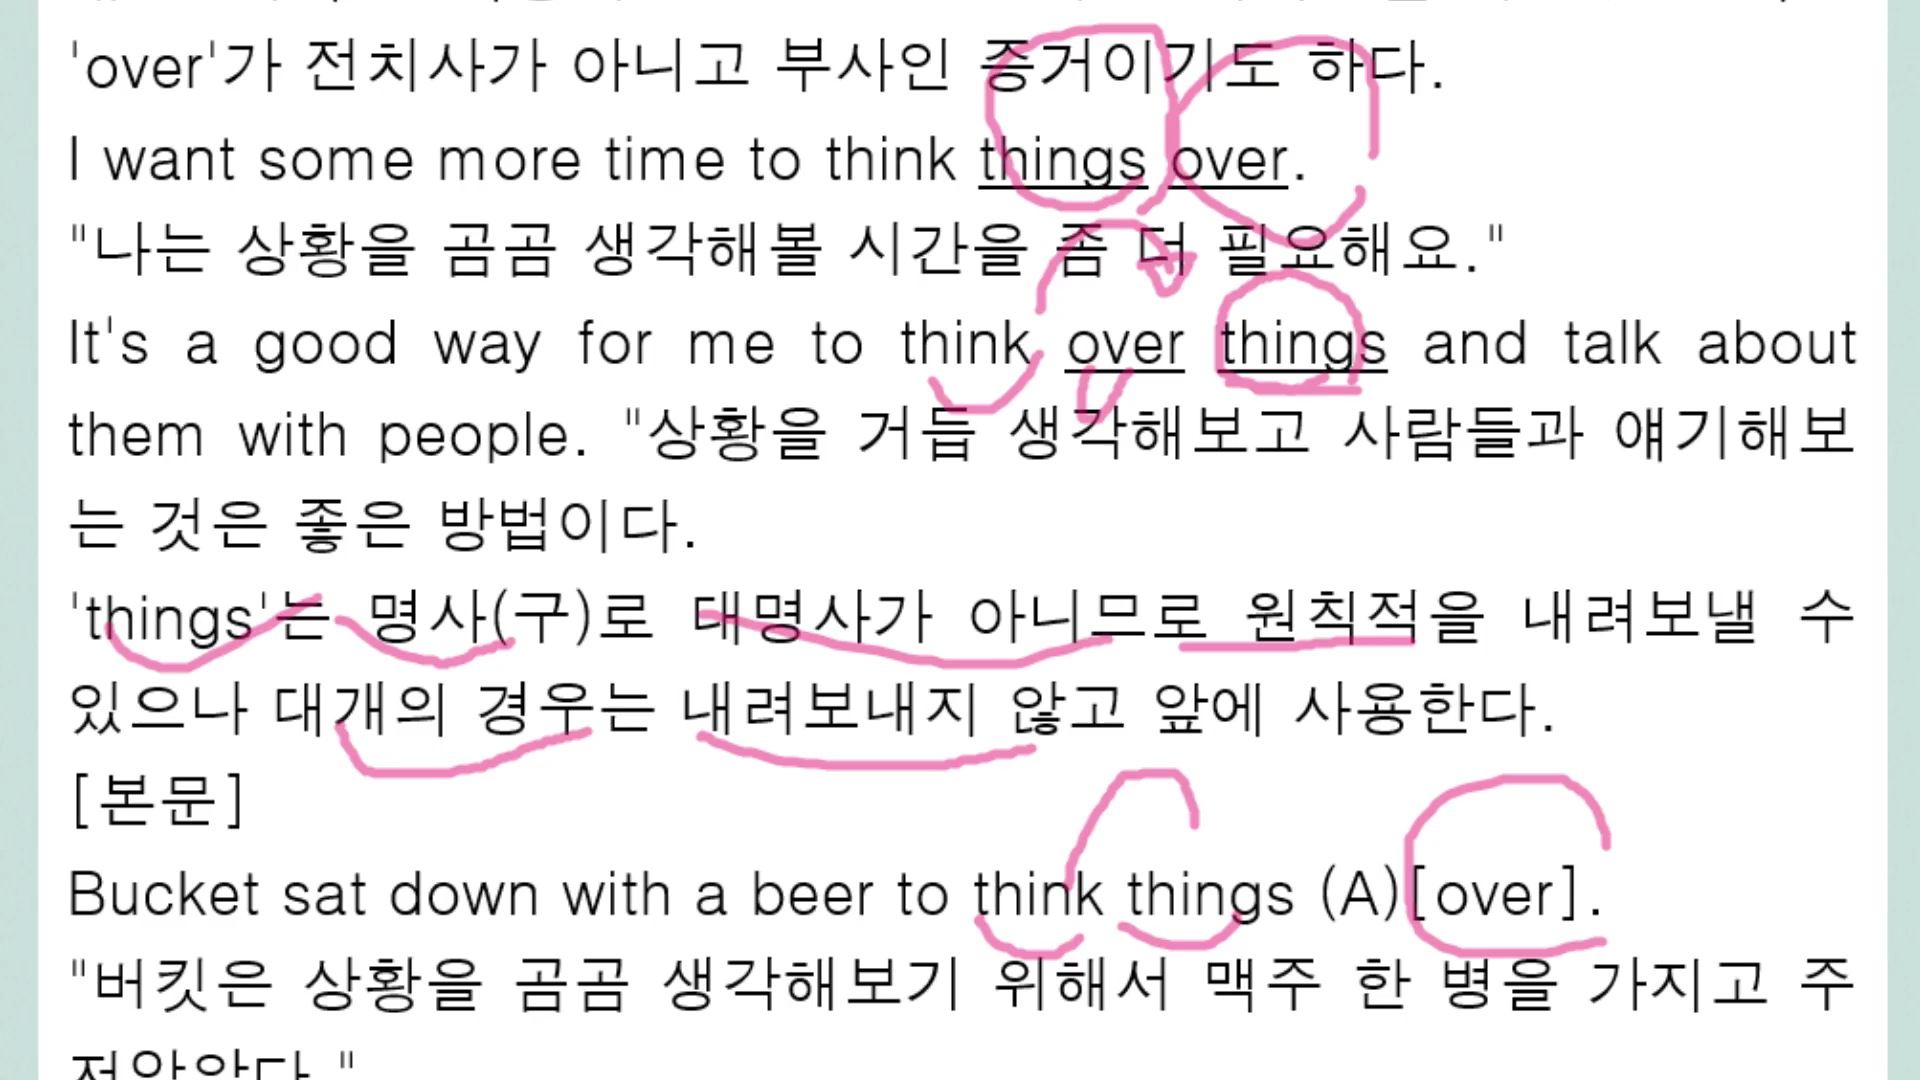 'over'가 전치사가 아니고 부사인 증거이기도 하다.
I want some more time to think things over.
"나는 상황을 곰곰 생각해볼 시간을 좀 더 필요해요."
It's a good way for me to think over things and talk about
them with people. "상황을 거듭 생각해보고 사람들과 얘기해보
는 것은 좋은 방법이다.
'things'는 명사(구)로 대명사가 아니므로 원칙적을 내려보낼 수
있으나 대개의 경우는 내려보내지 않고 앞에 사용한다.
[본문]
Bucket sat down with a beer to think things (A)[over].
"버킷은 상황을 곰곰 생각해보기 위해서 맥주 한 병을 가지고 주